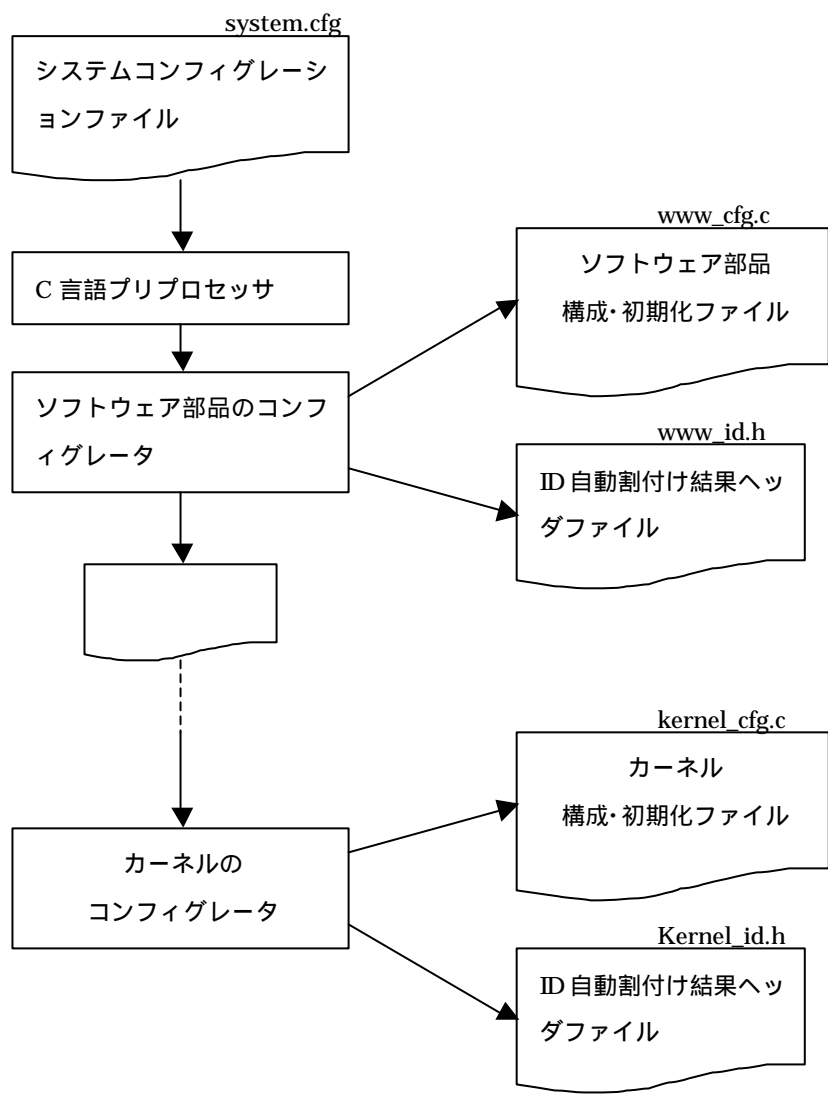 system.cfg
システムコンフィグレーシ
ョンファイル
C 言語プリプロセッサ
ソフトウェア部品のコンフ
ィグレータ
www_cfg.c
ソフトウェア部品
構成・初期化ファイル
www_id.h
ID 自動割付け結果ヘッ
ダファイル
カーネルの
コンフィグレータ
kernel_cfg.c
カーネル
構成・初期化ファイル
Kernel_id.h
ID 自動割付け結果ヘッ
ダファイル